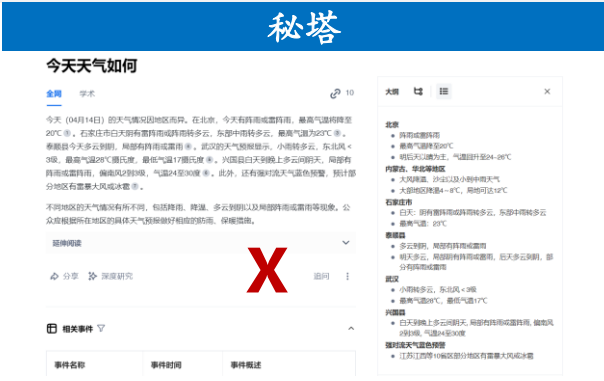 秘塔
今天天气如何
全网 学术 10
今天（04月14日）的天气情况因地区而异。在北京，今天有阵雨或雷阵雨，最高气温将降至
20℃。石家庄市白天阴有雷阵雨或阵雨转多云，东部中雨转多云，最高气温为23℃。
泰顺县今天多云到阴，局部有阵雨或雷雨。武汉的天气预报显示，小雨转多云，东北风＜
3级，最高气温28℃摄氏度，最低气温17摄氏度。兴国县白天到晚上多云间阴天，局部有
阵雨或雷阵雨，偏南风2到3级，气温24至30度。此外，还有强对流天气蓝色预警，预计部
分地区有雷暴大风或冰雹。
不同地区的天气情况有所不同，包括降雨、降温、多云到阴以及局部阵雨或雷雨等现象。公
众应根据所在地区的具体天气预报做好相应的防雨、保暖措施。
延伸阅读
分享 深度研究 追问
X
相关事件
事件名称 事件时间 事件概述
大纲
北京
阵雨或雷阵雨
最高气温降至20℃
明后天以晴为主，气温回升至24~26℃
内蒙古、华北等地区
大风降温、沙尘以及小到中雨天气
大部地区降温4～8℃，局地可达12℃
石家庄市
白天：阴有雷阵雨或阵雨转多云，东部中雨转多云
最高气温：23℃
泰顺县
多云到阴，局部有阵雨或雷雨
明天多云，局部阴有阵雨或雷雨，后天多云到阴，部
分有阵雨或雷雨
武汉
小雨转多云，东北风＜3级
最高气温28℃，最低气温17℃
兴国县
白天到晚上多云间阴天，局部有阵雨或雷阵雨，偏南风
2到3级，气温24至30度
强对流天气蓝色预警
江苏江西等10省区部分地区有雷暴大风或冰雹